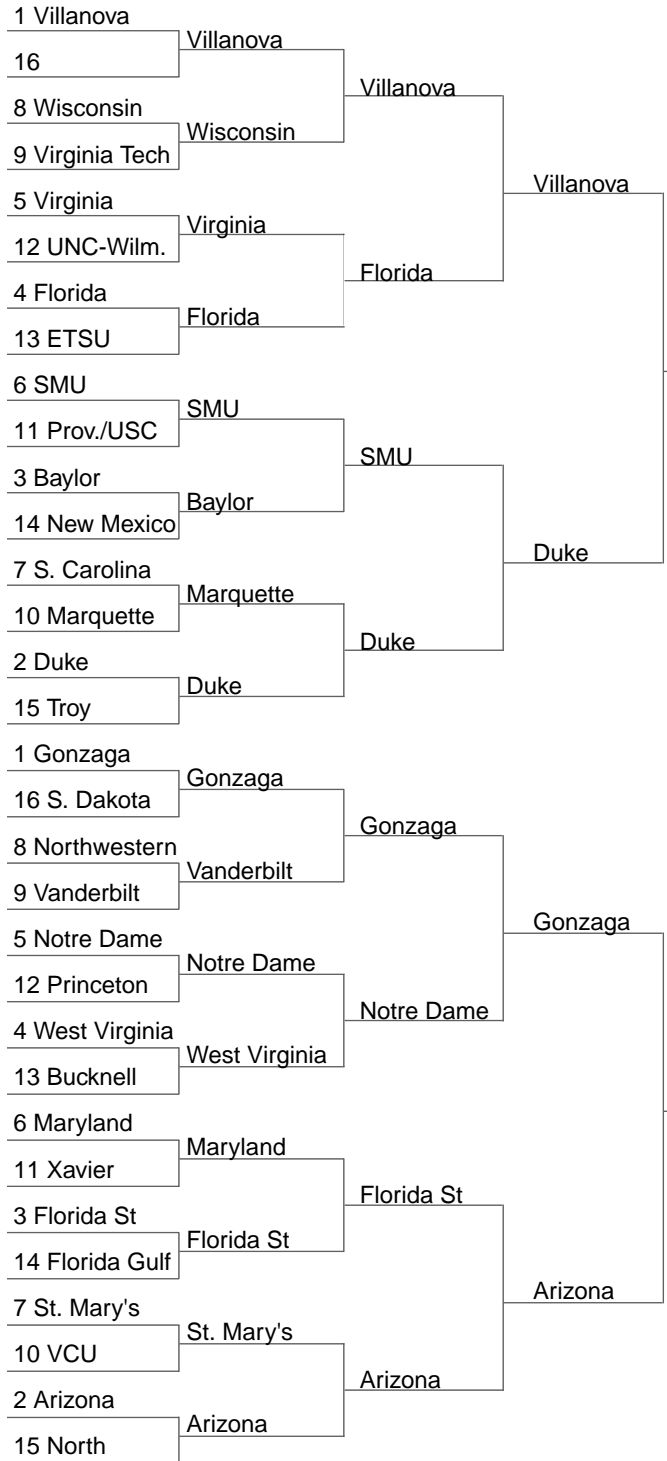 1 Villanova
16
8 Wisconsin
9 Virginia Tech
5 Virginia
12 UNC-Wilm.
4 Florida
13 ETSU
6 SMU
11 Prov./USC
3 Baylor
14 New Mexico
7 S. Carolina
10 Marquette
2 Duke
15 Troy
1 Gonzaga
16 S. Dakota
8 Northwestern
9 Vanderbilt
5 Notre Dame
12 Princeton
4 West Virginia
13 Bucknell
6 Maryland
11 Xavier
3 Florida St
14 Florida Gulf
7 St. Mary's
10 VCU
2 Arizona
15 North
Villanova
Wisconsin
Virginia
Florida
SMU
Baylor
Marquette
Duke
Gonzaga
Vanderbilt
Notre Dame
West Virginia
Maryland
Florida St
St. Mary's
Arizona
Villanova
Florida
SMU
Duke
Gonzaga
Notre Dame
Florida St
Arizona
Villanova
Duke
Gonzaga
Arizona